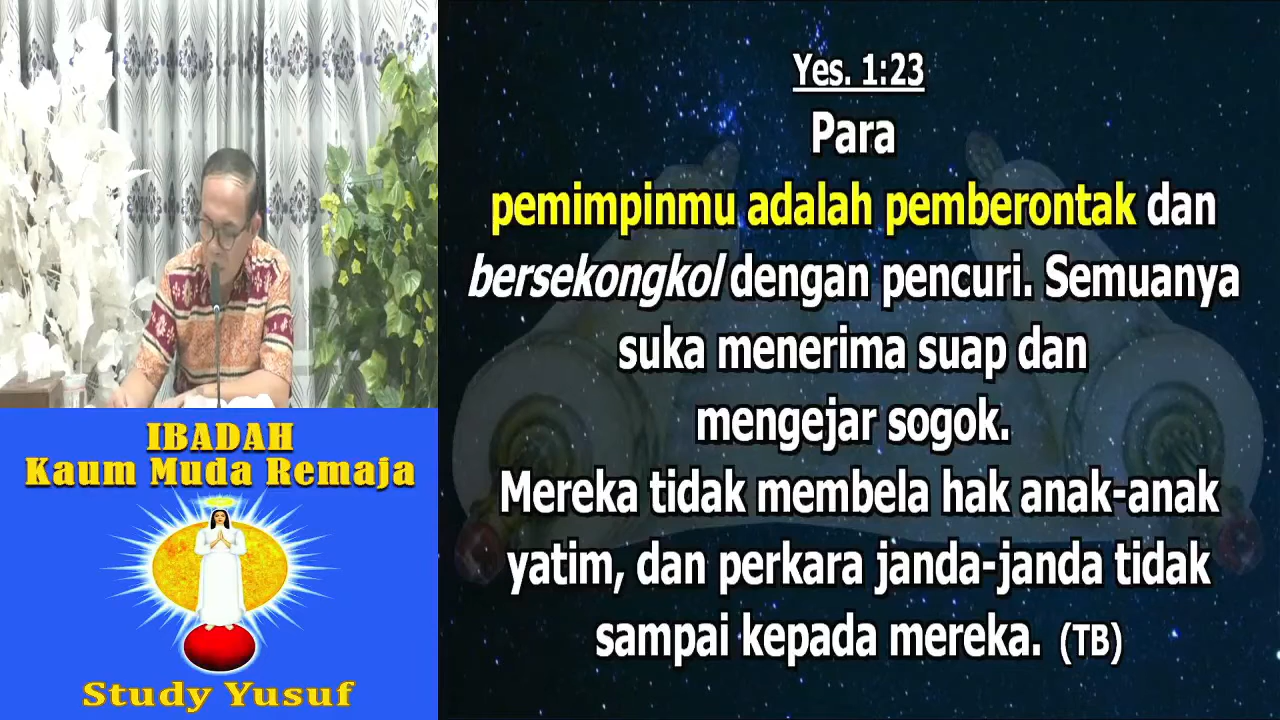 Yes. 1:23
Para
pemimpinmu adalah pemberontak dan
bersekongkol dengan pencuri. Semuanya
suka menerima suap dan
mengejar sogok.
Mereka tidak membela hak anak-anak
yatim, dan perkara janda-janda tidak
sampai kepada mereka. (TB)
IBADAH
Kaum Muda Remaja
Study Yusuf